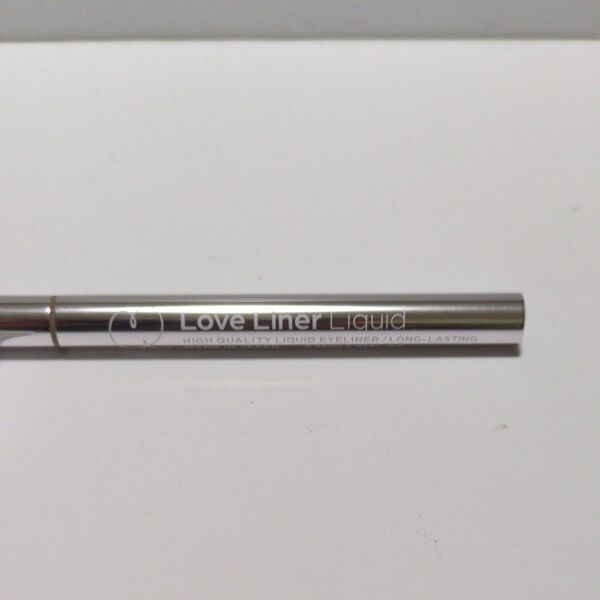 Love Liner Liquid
HIGH QUALITY LIQUID EYELINER/LONG-LASTING